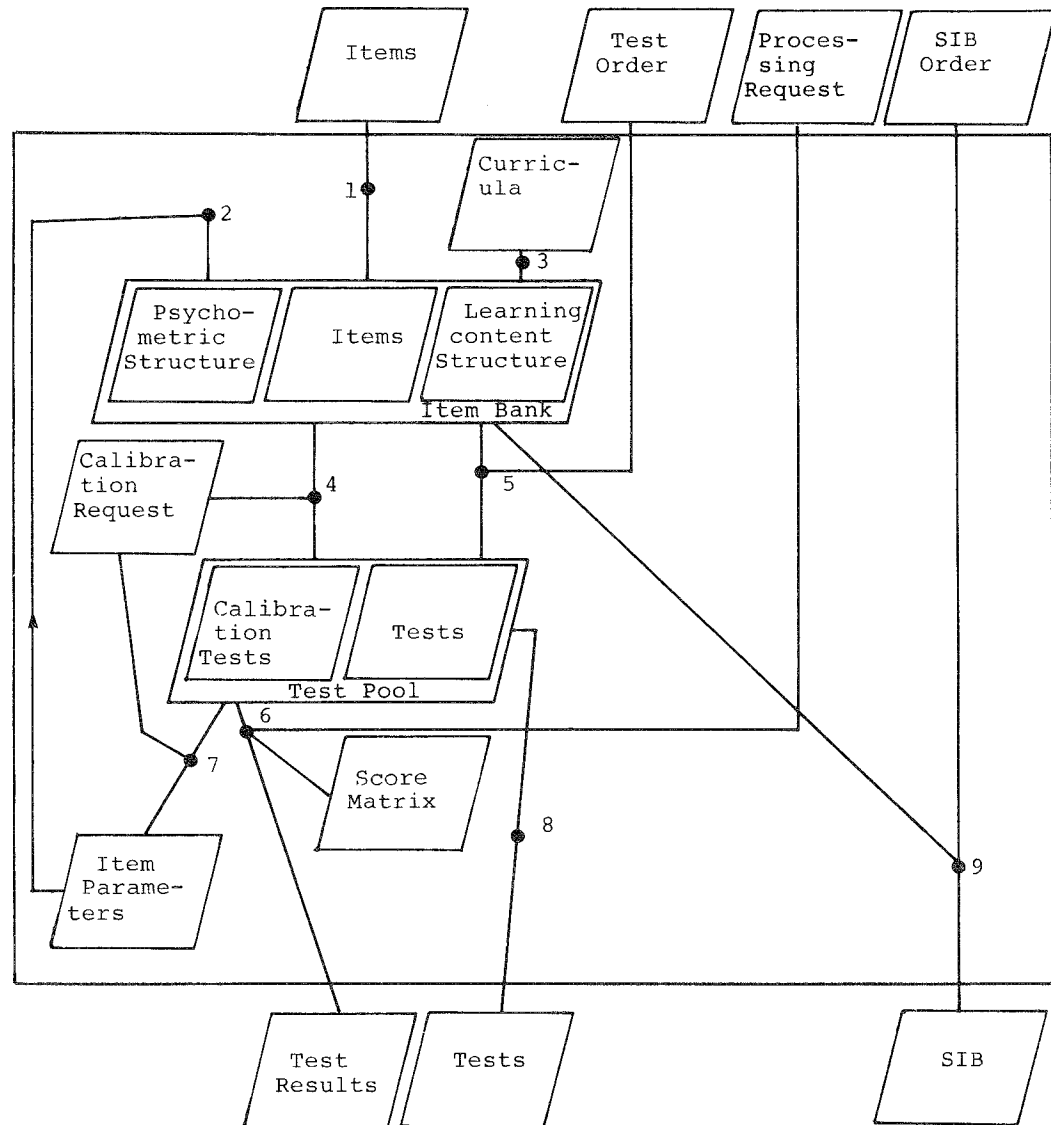 Items
Test
Order
Proces-
sing
Request
SIB
Order
Curric-
ula
1
2
3
Psycho-
metric
Structure
Items
Learning
content
Structure
Item Bank
Calibra-
tion
Request
4
5
Calibra-
tion
Tests
Tests
Test Pool
6
7
Score
Matrix
8
9
Item
Parame-
ters
Test
Results
Tests
SIB